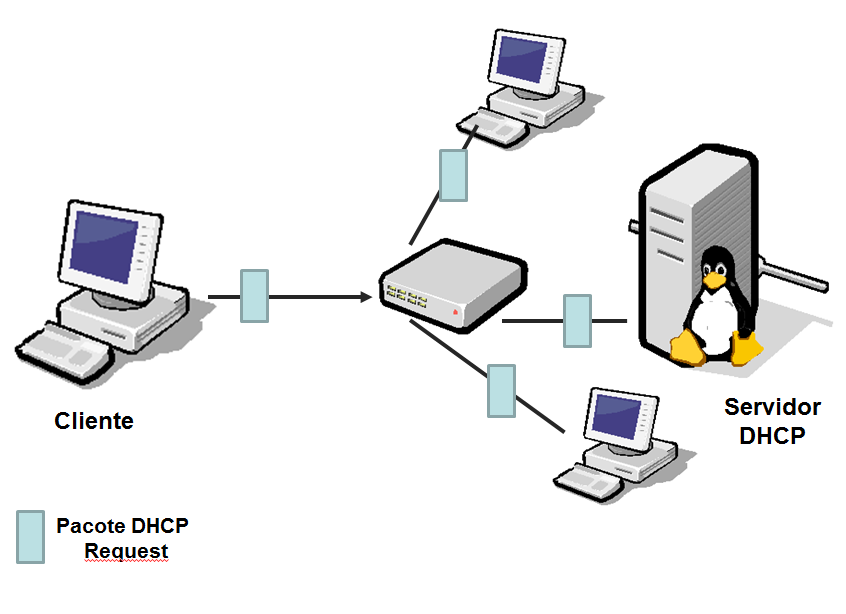 Cliente
Servidor
DHCP
Pacote DHCP
Request